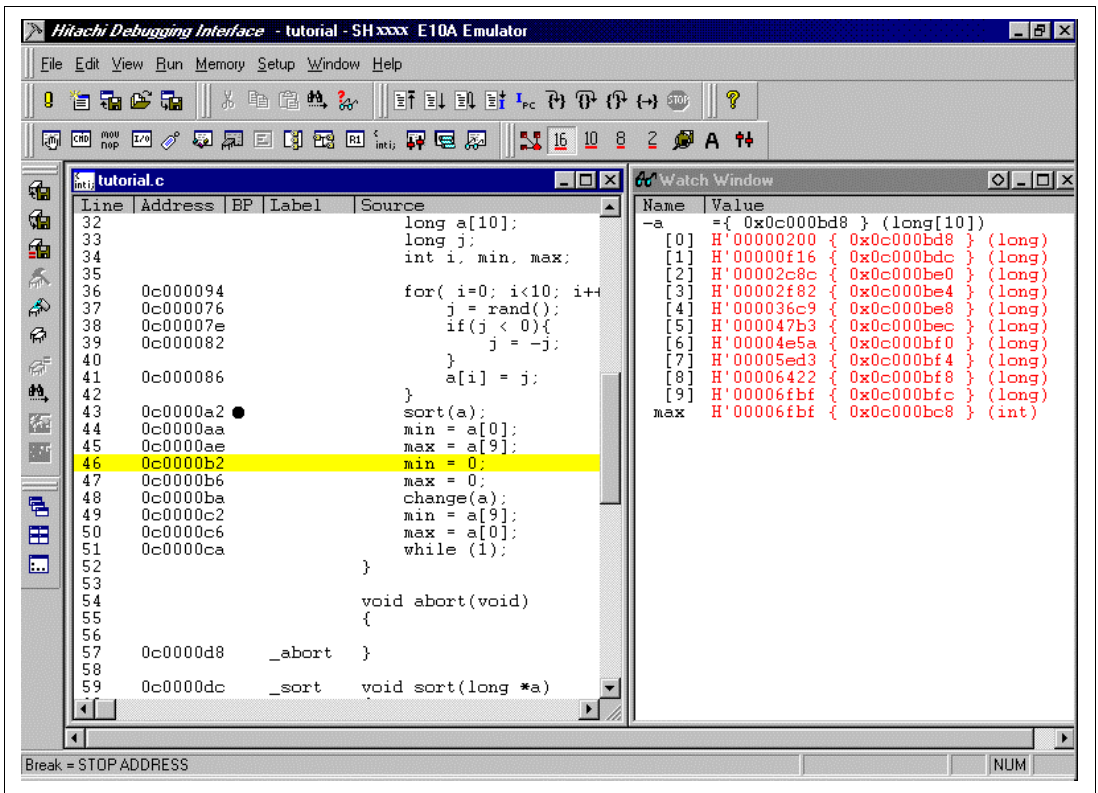 Hitachi Debugging Interface - tutorial - SHxxxx E10A Emulator
File Edit View Run Memory Setup Window Help
16 10 8 2 A
tutorial.c
Line Address BP Label Source
32 long a[10];
33 long j;
34 int i, min, max;
35
36 0c000094 for( i=0; i<10; i++
37 0c000076 j = rand();
38 0c00007e if(j < 0){
39 0c000082 j = -j;
40 }
41 0c000086 a[i] = j;
42 }
43 0c0000a2 ● sort(a);
44 0c0000aa min = a[0];
45 0c0000ae max = a[9];
46 0c0000b2 min = 0;
47 0c0000b6 max = 0;
48 0c0000ba change(a);
49 0c0000c2 min = a[9];
50 0c0000c6 max = a[0];
51 0c0000ca while (1);
52 }
53
54 void abort(void)
55 {
56
57 0c0000d8 _abort }
58
59 0c0000dc _sort void sort(long *a)
Watch Window
Name Value
-a ={ 0x0c000bd8 } (long[10])
[0] H'00000200 { 0x0c000bd8 } (long)
[1] H'00000f16 { 0x0c000bdc } (long)
[2] H'00002c8c { 0x0c000be0 } (long)
[3] H'00002f82 { 0x0c000be4 } (long)
[4] H'000036c9 { 0x0c000be8 } (long)
[5] H'000047b3 { 0x0c000bec } (long)
[6] H'00004e5a { 0x0c000bf0 } (long)
[7] H'00005ed3 { 0x0c000bf4 } (long)
[8] H'00006422 { 0x0c000bf8 } (long)
[9] H'00006fbf { 0x0c000bfc } (long)
max H'00006fbf { 0x0c000bc8 } (int)
Break = STOP ADDRESS
NUM